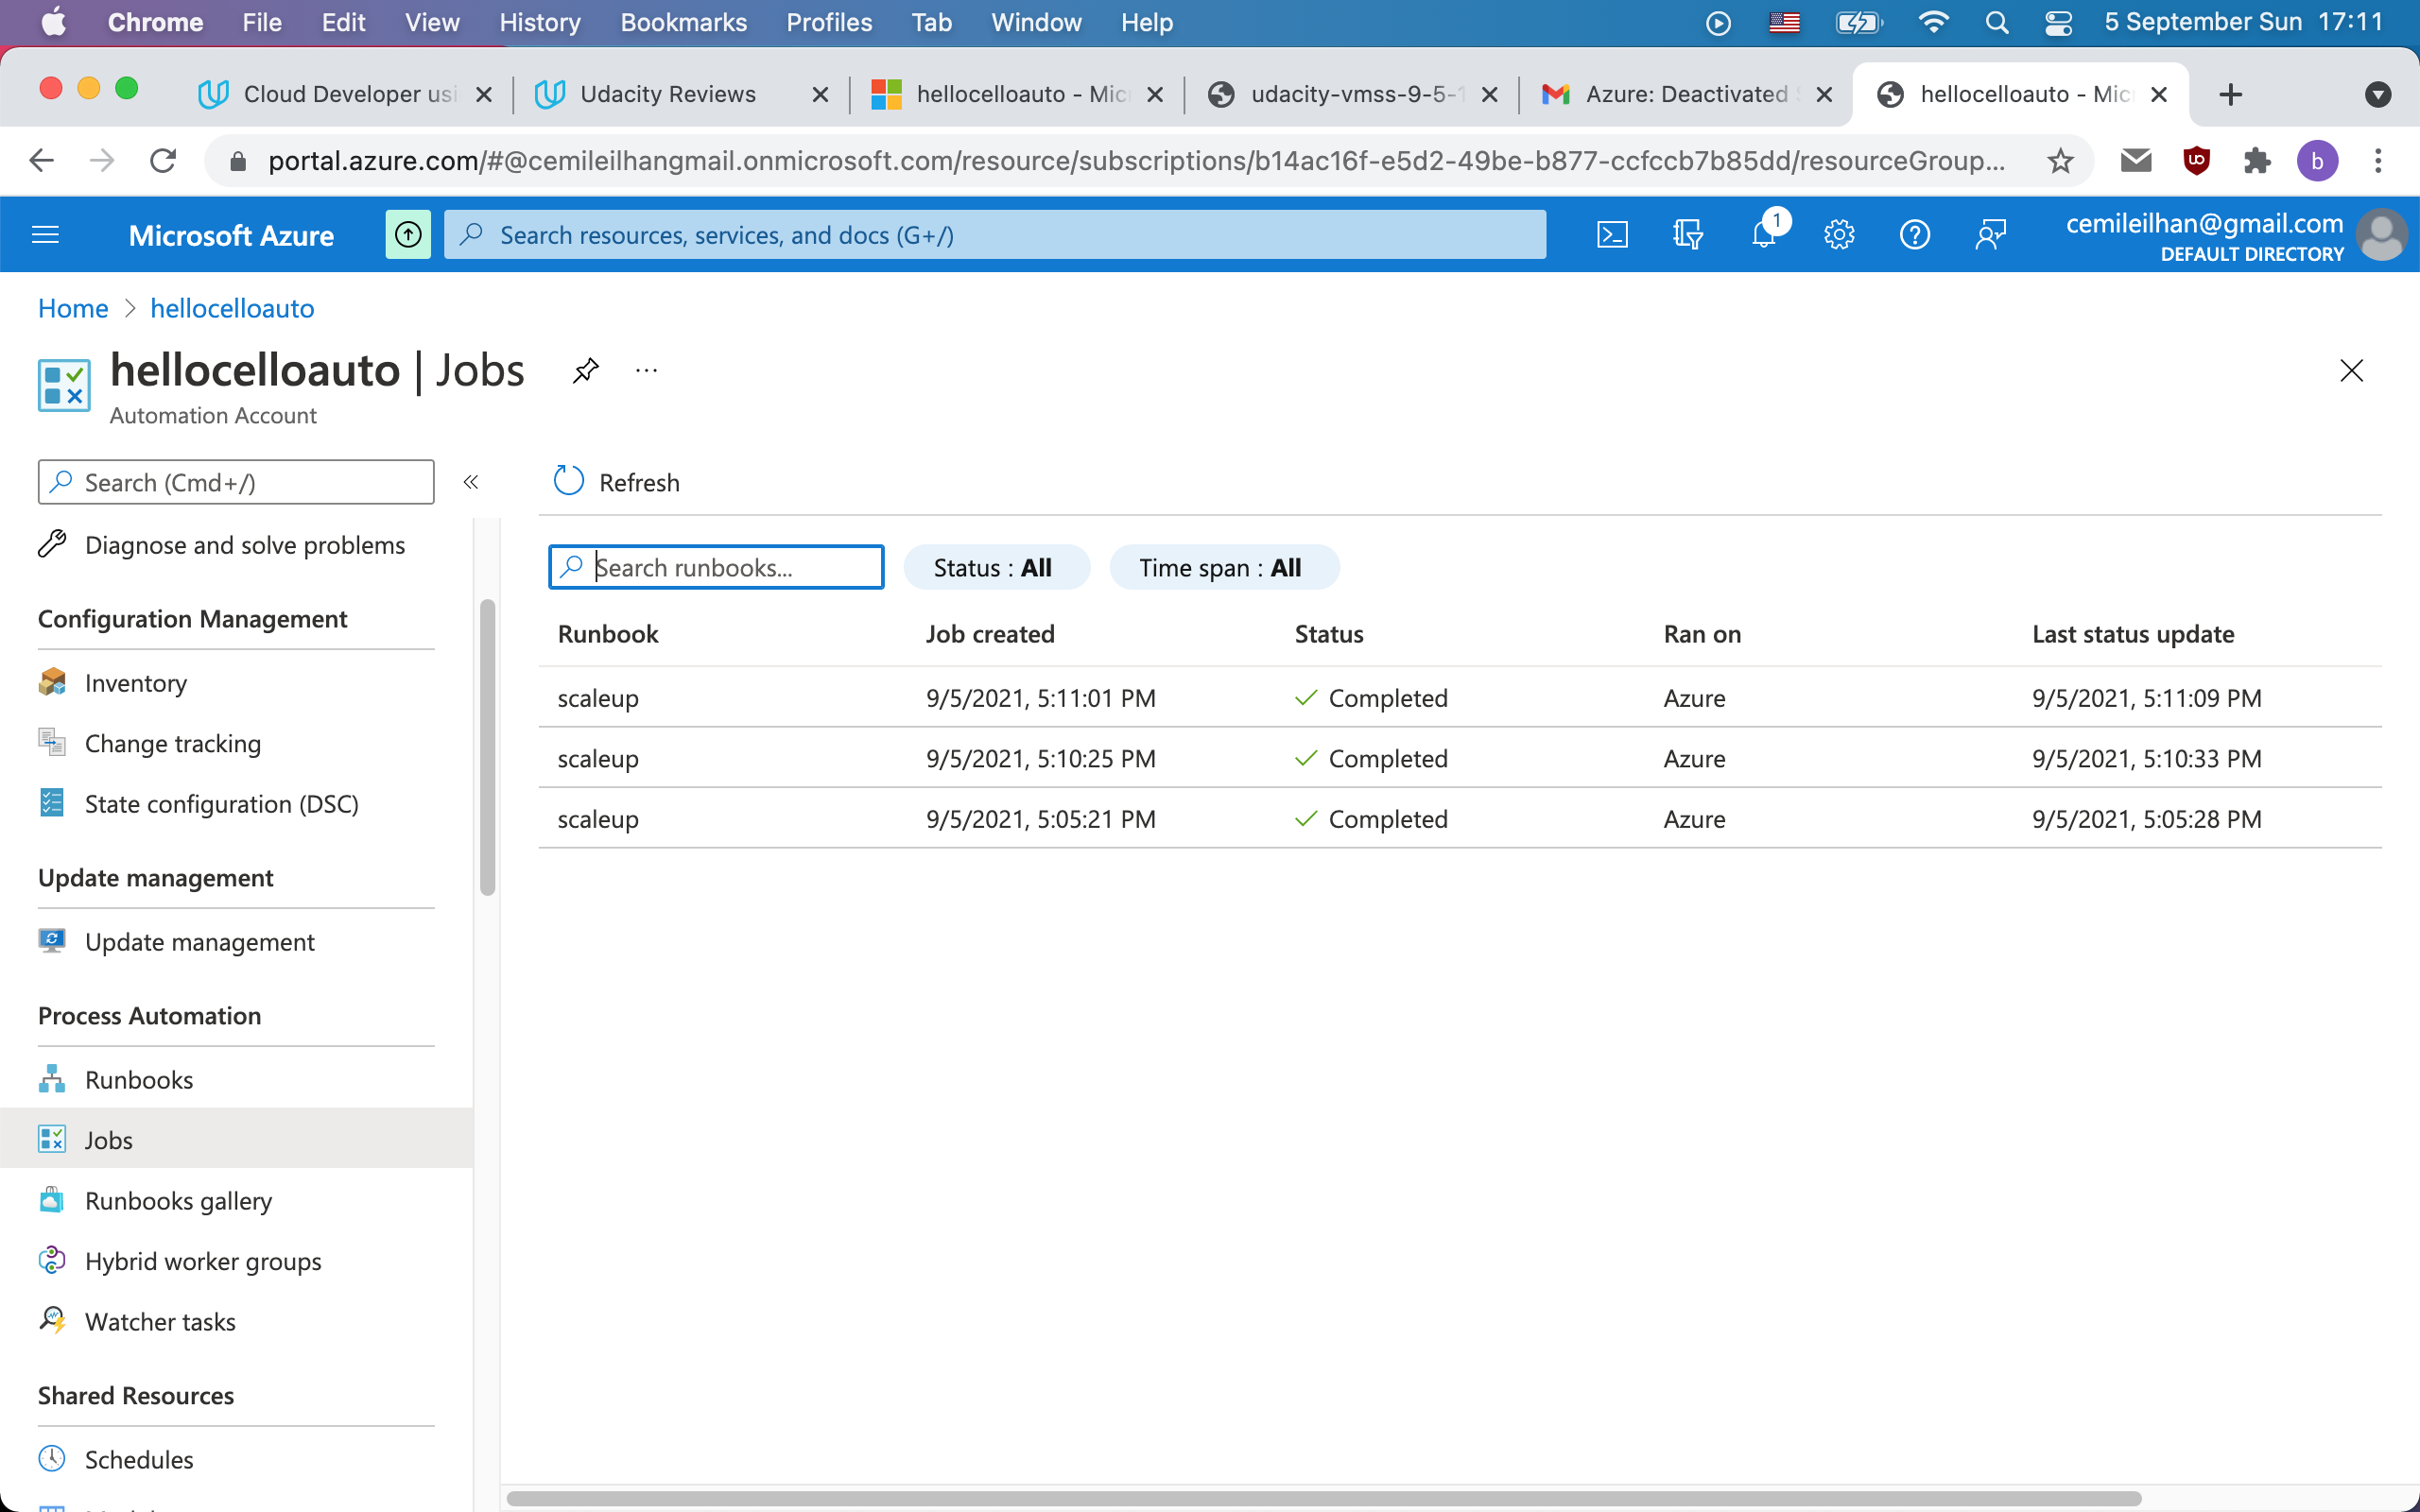 Chrome File Edit View History Bookmarks Profiles Tab Window Help 5 September Sun 17:11
Cloud Developer usi Udacity Reviews hellocelloauto - Mic udacity-vmss-9-5-1 Azure: Deactivated hellocelloauto - Mic
portal.azure.com/#@cemileilhangmail.onmicrosoft.com/resource/subscriptions/b14ac16f-e5d2-49be-b877-ccfccb7b85dd/resourceGroup... b
Microsoft Azure Search resources, services, and docs (G+/) 1 cemileilhan@gmail.com
DEFAULT DIRECTORY
Home > hellocelloauto
hellocelloauto | Jobs ...
Automation Account
Search (Cmd+/) «
Diagnose and solve problems
Configuration Management
Inventory
Change tracking
State configuration (DSC)
Update management
Update management
Process Automation
Runbooks
Jobs
Runbooks gallery
Hybrid worker groups
Watcher tasks
Shared Resources
Schedules
Refresh
Search runbooks... Status : All Time span : All
Runbook Job created Status Ran on Last status update
scaleup 9/5/2021, 5:11:01 PM Completed Azure 9/5/2021, 5:11:09 PM
scaleup 9/5/2021, 5:10:25 PM Completed Azure 9/5/2021, 5:10:33 PM
scaleup 9/5/2021, 5:05:21 PM Completed Azure 9/5/2021, 5:05:28 PM